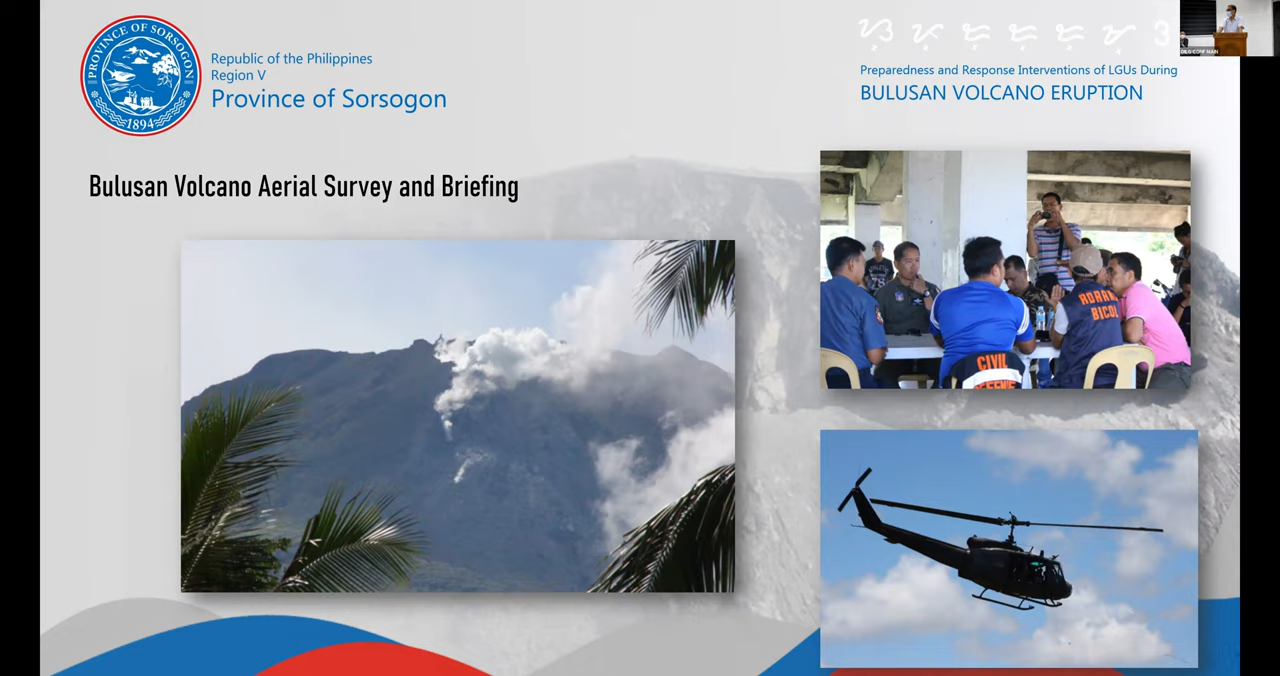 PROVINCE OF SORSOGON
1894
Republic of the Philippines
Region V
Province of Sorsogon
Preparedness and Response Interventions of LGUs During
BULUSAN VOLCANO ERUPTION
Bulusan Volcano Aerial Survey and Briefing
BICOL
CIVIL